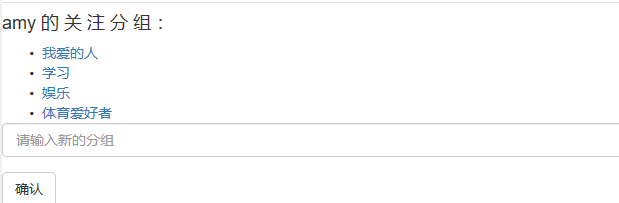 amy 的 关 注 分 组 ：
• 我爱的人
• 学习
• 娱乐
• 体育爱好者
请输入新的分组
确认